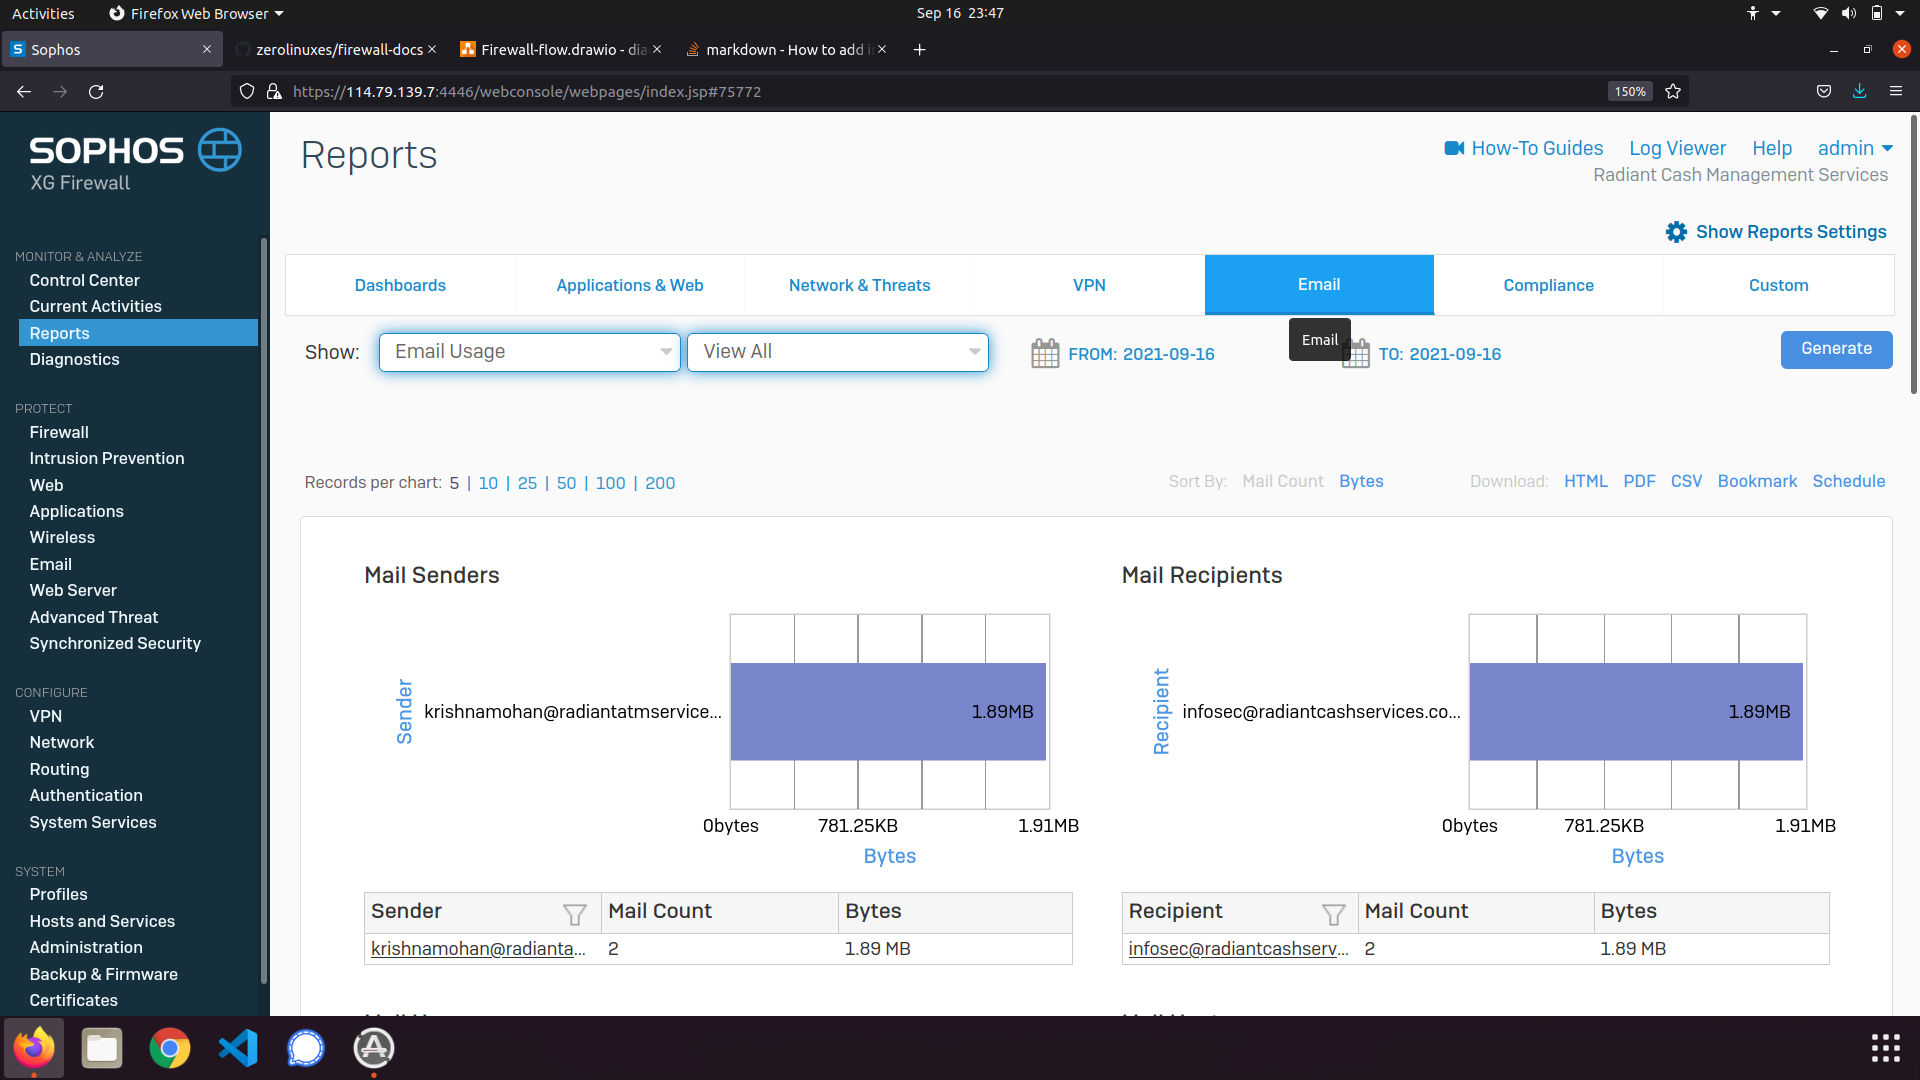 Activities
Firefox Web Browser
Sep 16 23:47
Sophos
zerolinuxes/firewall-docs
Firewall-flow.drawio - dia
markdown - How to add i
https://114.79.139.7:4446/webconsole/webpages/index.jsp#75772
150%
SOPHOS
XG Firewall
Reports
How-To Guides
Log Viewer
Help
admin
Radiant Cash Management Services
Show Reports Settings
MONITOR & ANALYZE
Control Center
Current Activities
Reports
Diagnostics
PROTECT
Firewall
Intrusion Prevention
Web
Applications
Wireless
Email
Web Server
Advanced Threat
Synchronized Security
CONFIGURE
VPN
Network
Routing
Authentication
System Services
SYSTEM
Profiles
Hosts and Services
Administration
Backup & Firmware
Certificates
Dashboards
Applications & Web
Network & Threats
VPN
Email
Compliance
Custom
Show:
Email Usage
View All
FROM: 2021-09-16
Email
TO: 2021-09-16
Generate
Records per chart: 5 | 10 | 25 | 50 | 100 | 200
Sort By: Mail Count Bytes
Download: HTML PDF CSV Bookmark Schedule
Mail Senders
Sender
krishnamohan@radiantatmservice...
1.89MB
0bytes
781.25KB
1.91MB
Bytes
Sender Mail Count Bytes
krishnamohan@radianta... 2 1.89 MB
Mail Recipients
Recipient
infosec@radiantcashservices.co...
1.89MB
0bytes
781.25KB
1.91MB
Bytes
Recipient Mail Count Bytes
infosec@radiantcashserv... 2 1.89 MB